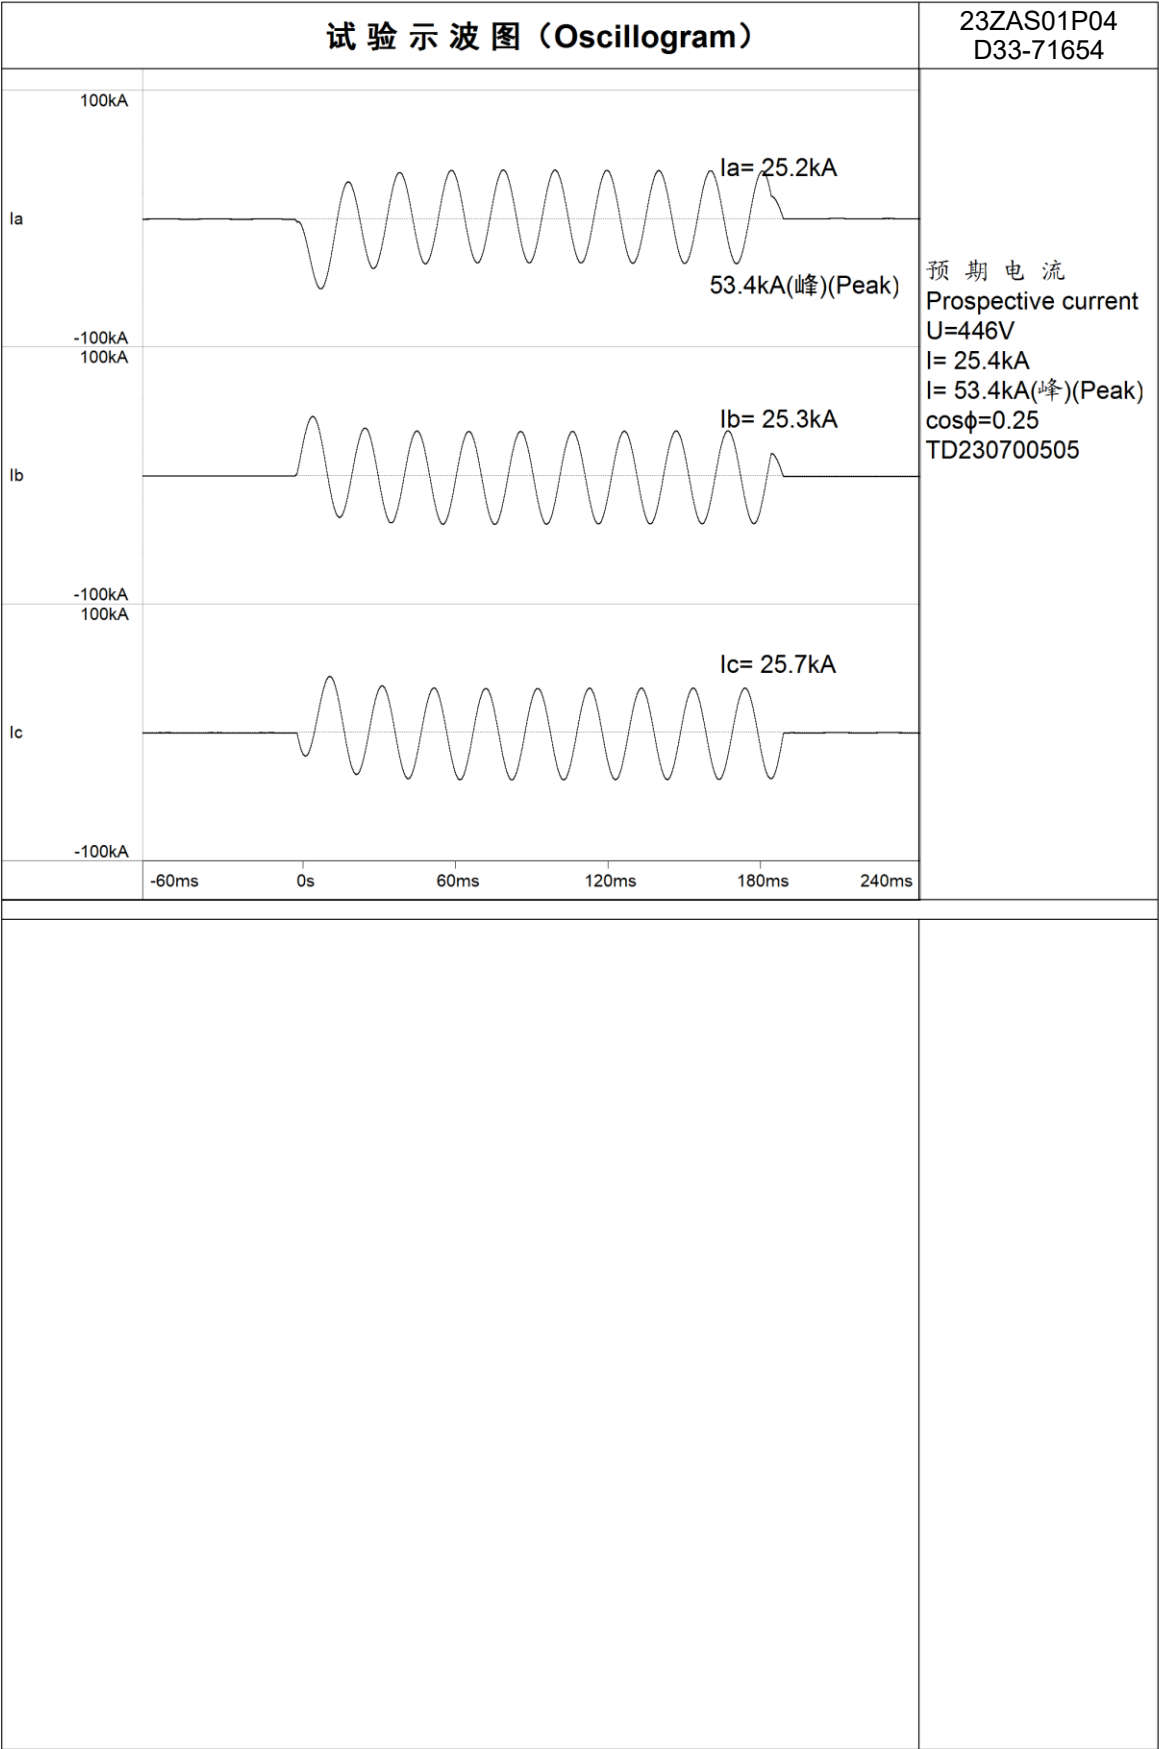 试验示波图（Oscillogram）
23ZAS01P04
D33-71654
100kA
Ia= 25.2kA
Ia
53.4kA(峰)(Peak)
-100kA
100kA
Ib= 25.3kA
Ib
-100kA
100kA
Ic= 25.7kA
Ic
-100kA
-60ms 0s 60ms 120ms 180ms 240ms
预期电流
Prospective current
U=446V
I= 25.4kA
I= 53.4kA(峰)(Peak)
cosϕ=0.25
TD230700505